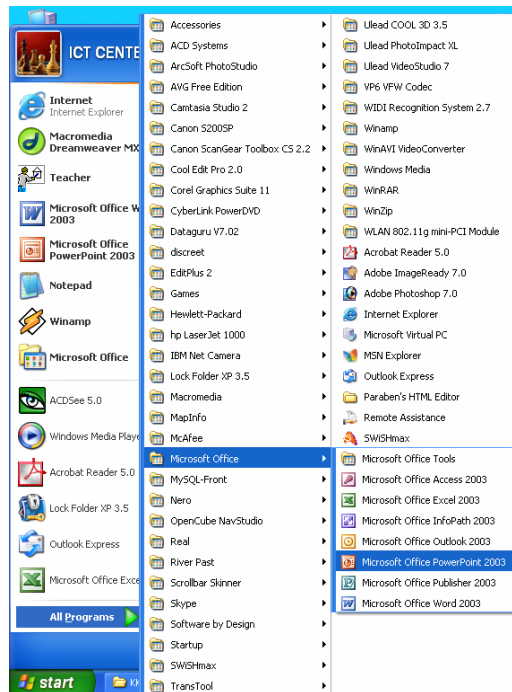 ICT CENTE
Internet
Internet Explorer
Macromedia
Dreamweaver MX
Teacher
Microsoft Office W
2003
Microsoft Office
PowerPoint 2003
Notepad
Winamp
Microsoft Office
ACDSee 5.0
Windows Media Playe
Acrobat Reader 5.0
Lock Folder XP 3.5
Outlook Express
Microsoft Office Exce
All Programs
start
Accessories
ACD Systems
ArcSoft PhotoStudio
AVG Free Edition
Camtasia Studio 2
Canon S200SP
Canon ScanGear Toolbox CS 2.2
Cool Edit Pro 2.0
Corel Graphics Suite 11
CyberLink PowerDVD
Dataguru V7.02
discreet
EditPlus 2
Games
Hewlett-Packard
hp LaserJet 1000
IBM Net Camera
Lock Folder XP 3.5
Macromedia
MapInfo
McAfee
Microsoft Office
MySQL-Front
Nero
OpenCube NavStudio
Real
River Past
Scrollbar Skinner
Skype
Software by Design
Startup
SWiSHmax
TransTool
Ulead COOL 3D 3.5
Ulead PhotoImpact XL
Ulead VideoStudio 7
VP6 VFW Codec
WIDI Recognition System 2.7
Winamp
WinAVI VideoConverter
Windows Media
WinRAR
WinZip
WLAN 802.11g mini-PCI Module
Acrobat Reader 5.0
Adobe ImageReady 7.0
Adobe Photoshop 7.0
Internet Explorer
Microsoft Virtual PC
MSN Explorer
Outlook Express
Paraben's HTML Editor
Remote Assistance
SWiSHmax
Microsoft Office Tools
Microsoft Office Access 2003
Microsoft Office Excel 2003
Microsoft Office InfoPath 2003
Microsoft Office Outlook 2003
Microsoft Office PowerPoint 2003
Microsoft Office Publisher 2003
Microsoft Office Word 2003